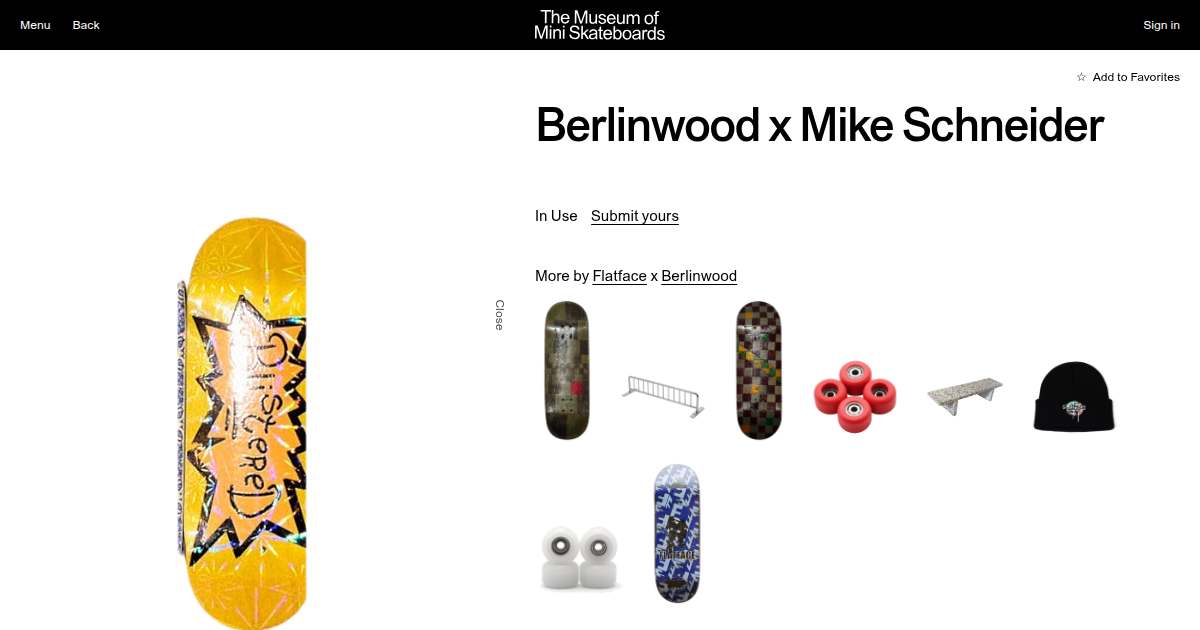 Menu
Back
The Museum of
Mini Skateboards
Sign in
☆ Add to Favorites
Berlinwood x Mike Schneider
In Use Submit yours
More by Flatface x Berlinwood
Close
FLATFACE